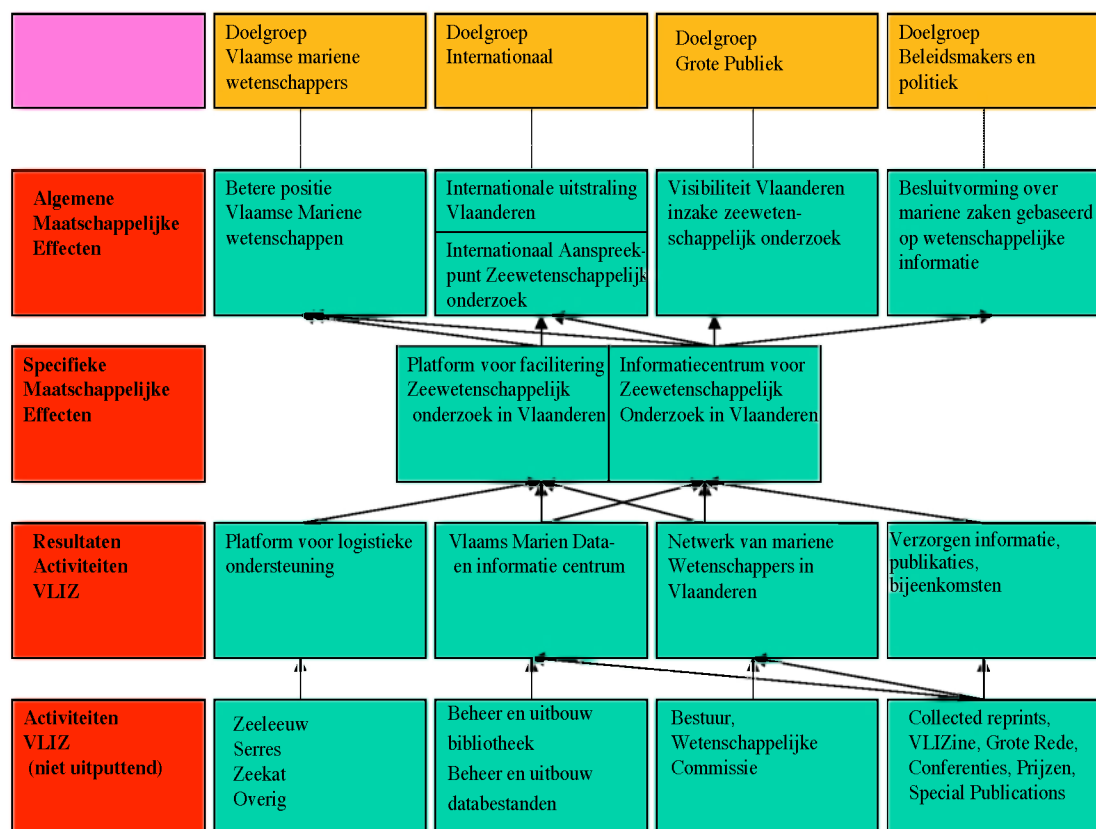 Doelgroep
Vlaamse mariene
wetenschappers
Doelgroep
Internationaal
Doelgroep
Grote Publiek
Doelgroep
Beleidsmakers en
politiek
Algemene
Maatschappelijke
Effecten
Betere positie
Vlaamse Mariene
wetenschappen
Internationale uitstraling
Vlaanderen
Internationaal Aanspreek-
punt Zeewetenschappelijk
onderzoek
Visibiliteit Vlaanderen
inzake zeeweten-
schappelijk onderzoek
Besluitvorming over
mariene zaken gebaseerd
op wetenschappelijke
informatie
Specifieke
Maatschappelijke
Effecten
Platform voor facilitering
Zeewetenschappelijk
onderzoek in Vlaanderen
Informatiecentrum voor
Zeewetenschappelijk
Onderzoek in Vlaanderen
Resultaten
Activiteiten
VLIZ
Platform voor logistieke
ondersteuning
Vlaams Marien Data-
en informatie centrum
Netwerk van mariene
Wetenschappers in
Vlaanderen
Verzorgen informatie,
publikaties,
bijeenkomsten
Activiteiten
VLIZ
(niet uitputtend)
Zeeleeuw
Serres
Zeekat
Overig
Beheer en uitbouw
bibliotheek
Beheer en uitbouw
databestanden
Bestuur,
Wetenschappelijke
Commissie
Collected reprints,
VLIZine, Grote Rede,
Conferenties, Prijzen,
Special Publications